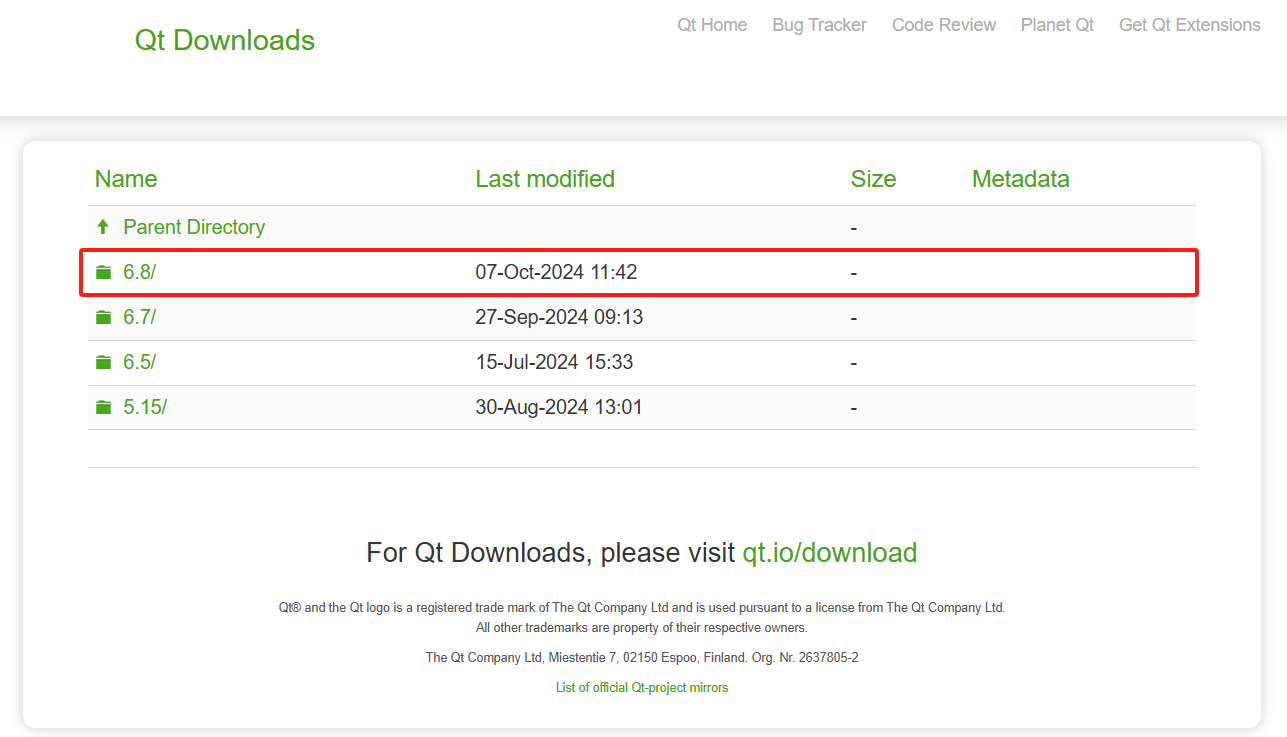 Qt Downloads
Qt Home Bug Tracker Code Review Planet Qt Get Qt Extensions
Name Last modified Size Metadata
Parent Directory -
6.8/ 07-Oct-2024 11:42 -
6.7/ 27-Sep-2024 09:13 -
6.5/ 15-Jul-2024 15:33 -
5.15/ 30-Aug-2024 13:01 -
For Qt Downloads, please visit qt.io/download
Qt® and the Qt logo is a registered trade mark of The Qt Company Ltd and is used pursuant to a license from The Qt Company Ltd.
All other trademarks are property of their respective owners.
The Qt Company Ltd, Miestentie 7, 02150 Espoo, Finland. Org. Nr. 2637805-2
List of official Qt-project mirrors